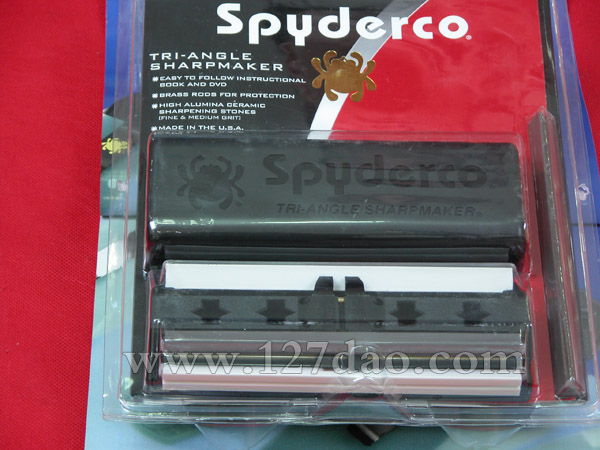 Spyderco®
TRI-ANGLE
SHARPMAKER
EASY TO FOLLOW INSTRUCTIONAL
BOOK AND DVD
BRASS RODS FOR PROTECTION
HIGH ALUMINA CERAMIC
SHARPENING STONES
(FINE & MEDIUM GRIT)
MADE IN THE U.S.A.
Spyderco
TRI-ANGLE SHARPMAKER®
www.127dao.com